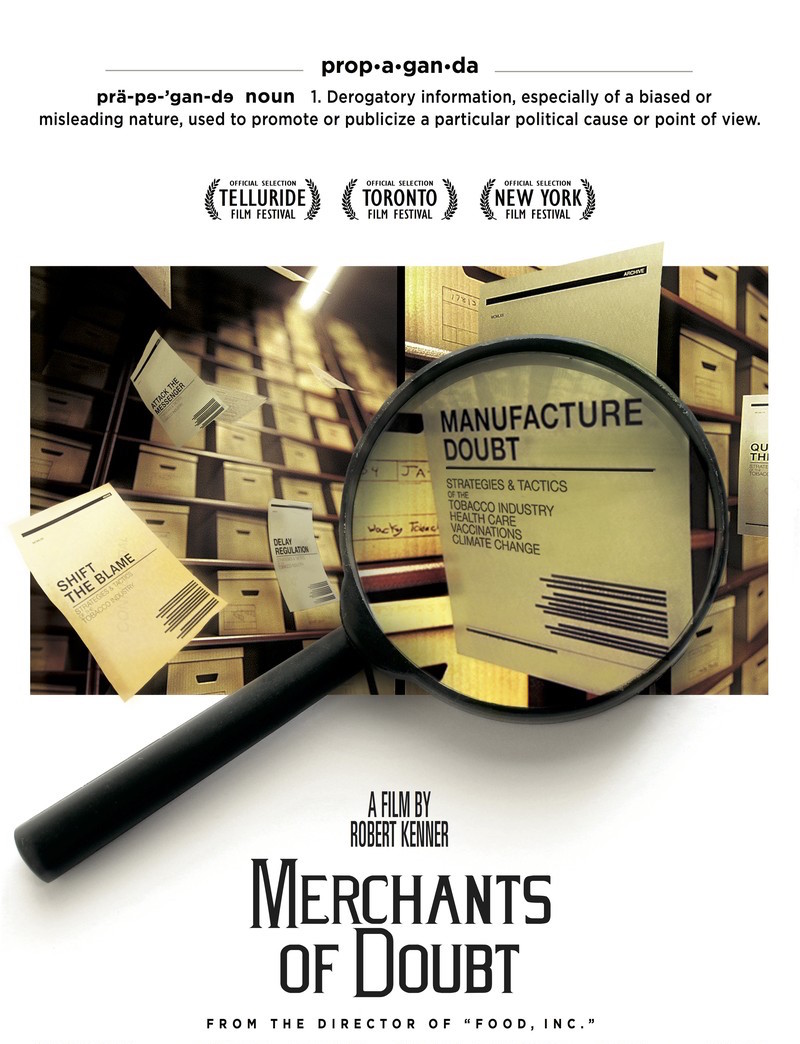 prop•a•gan•da
prä-pə-'gan-də noun 1. Derogatory information, especially of a biased or
misleading nature, used to promote or publicize a particular political cause or point of view.
OFFICIAL SELECTION
TELLURIDE
FILM FESTIVAL
OFFICIAL SELECTION
TORONTO
FILM FESTIVAL
OFFICIAL SELECTION
NEW YORK
FILM FESTIVAL
ARCHIVE
ATTACK THE
MESSENGER
MANUFACTURE
DOUBT
STRATEGIES & TACTICS
OF THE
TOBACCO INDUSTRY
HEALTH CARE
VACCINATIONS
CLIMATE CHANGE
DELAY
REGULATION
SHIFT
THE BLAME
STRATEGIES & TACTICS
OF THE
TOBACCO INDUSTRY
A FILM BY
ROBERT KENNER
MERCHANTS
OF DOUBT
FROM THE DIRECTOR OF “FOOD, INC.”